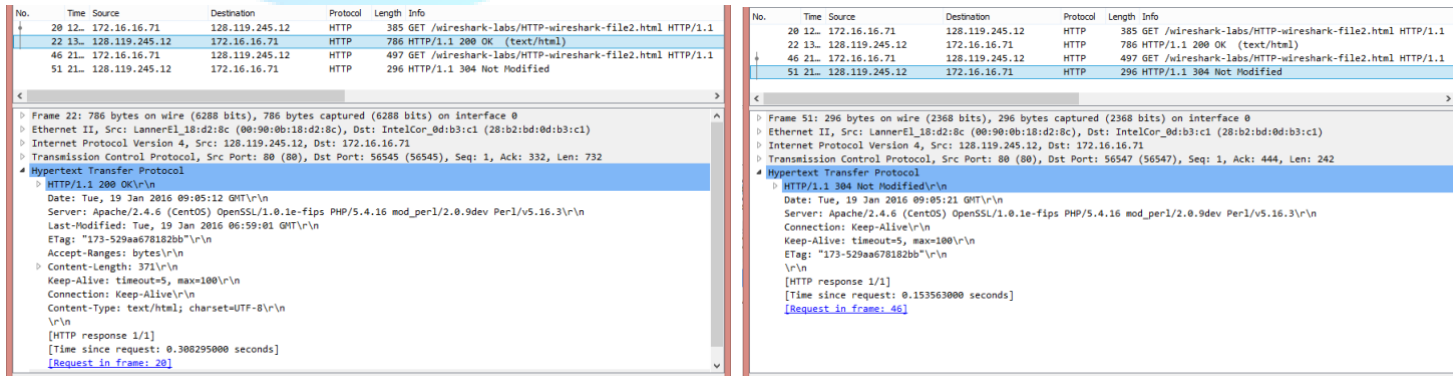 No. Time Source Destination Protocol Length Info
20 12… 172.16.16.71 128.119.245.12 HTTP 385 GET /wireshark-labs/HTTP-wireshark-file2.html HTTP/1.1
22 13… 128.119.245.12 172.16.16.71 HTTP 786 HTTP/1.1 200 OK (text/html)
46 21… 172.16.16.71 128.119.245.12 HTTP 497 GET /wireshark-labs/HTTP-wireshark-file2.html HTTP/1.1
51 21… 128.119.245.12 172.16.16.71 HTTP 296 HTTP/1.1 304 Not Modified
Frame 22: 786 bytes on wire (6288 bits), 786 bytes captured (6288 bits) on interface 0
Ethernet II, Src: LannerEl_18:d2:8c (00:90:0b:18:d2:8c), Dst: IntelCor_0d:b3:c1 (28:b2:bd:0d:b3:c1)
Internet Protocol Version 4, Src: 128.119.245.12, Dst: 172.16.16.71
Transmission Control Protocol, Src Port: 80 (80), Dst Port: 56545 (56545), Seq: 1, Ack: 332, Len: 732
Hypertext Transfer Protocol
HTTP/1.1 200 OK\r\n
Date: Tue, 19 Jan 2016 09:05:12 GMT\r\n
Server: Apache/2.4.6 (CentOS) OpenSSL/1.0.1e-fips PHP/5.4.16 mod_perl/2.0.9dev Perl/v5.16.3\r\n
Last-Modified: Tue, 19 Jan 2016 06:59:01 GMT\r\n
ETag: "173-529aa678182bb"\r\n
Accept-Ranges: bytes\r\n
Content-Length: 371\r\n
Keep-Alive: timeout=5, max=100\r\n
Connection: Keep-Alive\r\n
Content-Type: text/html; charset=UTF-8\r\n
\r\n
[HTTP response 1/1]
[Time since request: 0.308295000 seconds]
[Request in frame: 20]
No. Time Source Destination Protocol Length Info
20 12… 172.16.16.71 128.119.245.12 HTTP 385 GET /wireshark-labs/HTTP-wireshark-file2.html HTTP/1.1
22 13… 128.119.245.12 172.16.16.71 HTTP 786 HTTP/1.1 200 OK (text/html)
46 21… 172.16.16.71 128.119.245.12 HTTP 497 GET /wireshark-labs/HTTP-wireshark-file2.html HTTP/1.1
51 21… 128.119.245.12 172.16.16.71 HTTP 296 HTTP/1.1 304 Not Modified
Frame 51: 296 bytes on wire (2368 bits), 296 bytes captured (2368 bits) on interface 0
Ethernet II, Src: LannerEl_18:d2:8c (00:90:0b:18:d2:8c), Dst: IntelCor_0d:b3:c1 (28:b2:bd:0d:b3:c1)
Internet Protocol Version 4, Src: 128.119.245.12, Dst: 172.16.16.71
Transmission Control Protocol, Src Port: 80 (80), Dst Port: 56547 (56547), Seq: 1, Ack: 444, Len: 242
Hypertext Transfer Protocol
HTTP/1.1 304 Not Modified\r\n
Date: Tue, 19 Jan 2016 09:05:21 GMT\r\n
Server: Apache/2.4.6 (CentOS) OpenSSL/1.0.1e-fips PHP/5.4.16 mod_perl/2.0.9dev Perl/v5.16.3\r\n
Connection: Keep-Alive\r\n
Keep-Alive: timeout=5, max=100\r\n
ETag: "173-529aa678182bb"\r\n
\r\n
[HTTP response 1/1]
[Time since request: 0.153563000 seconds]
[Request in frame: 46]